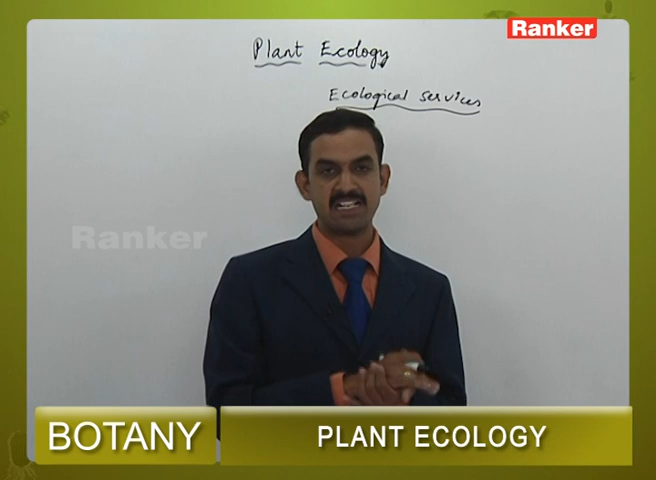 Ranker
Plant Ecology
Ecological Services
Ranker
BOTANY
PLANT ECOLOGY